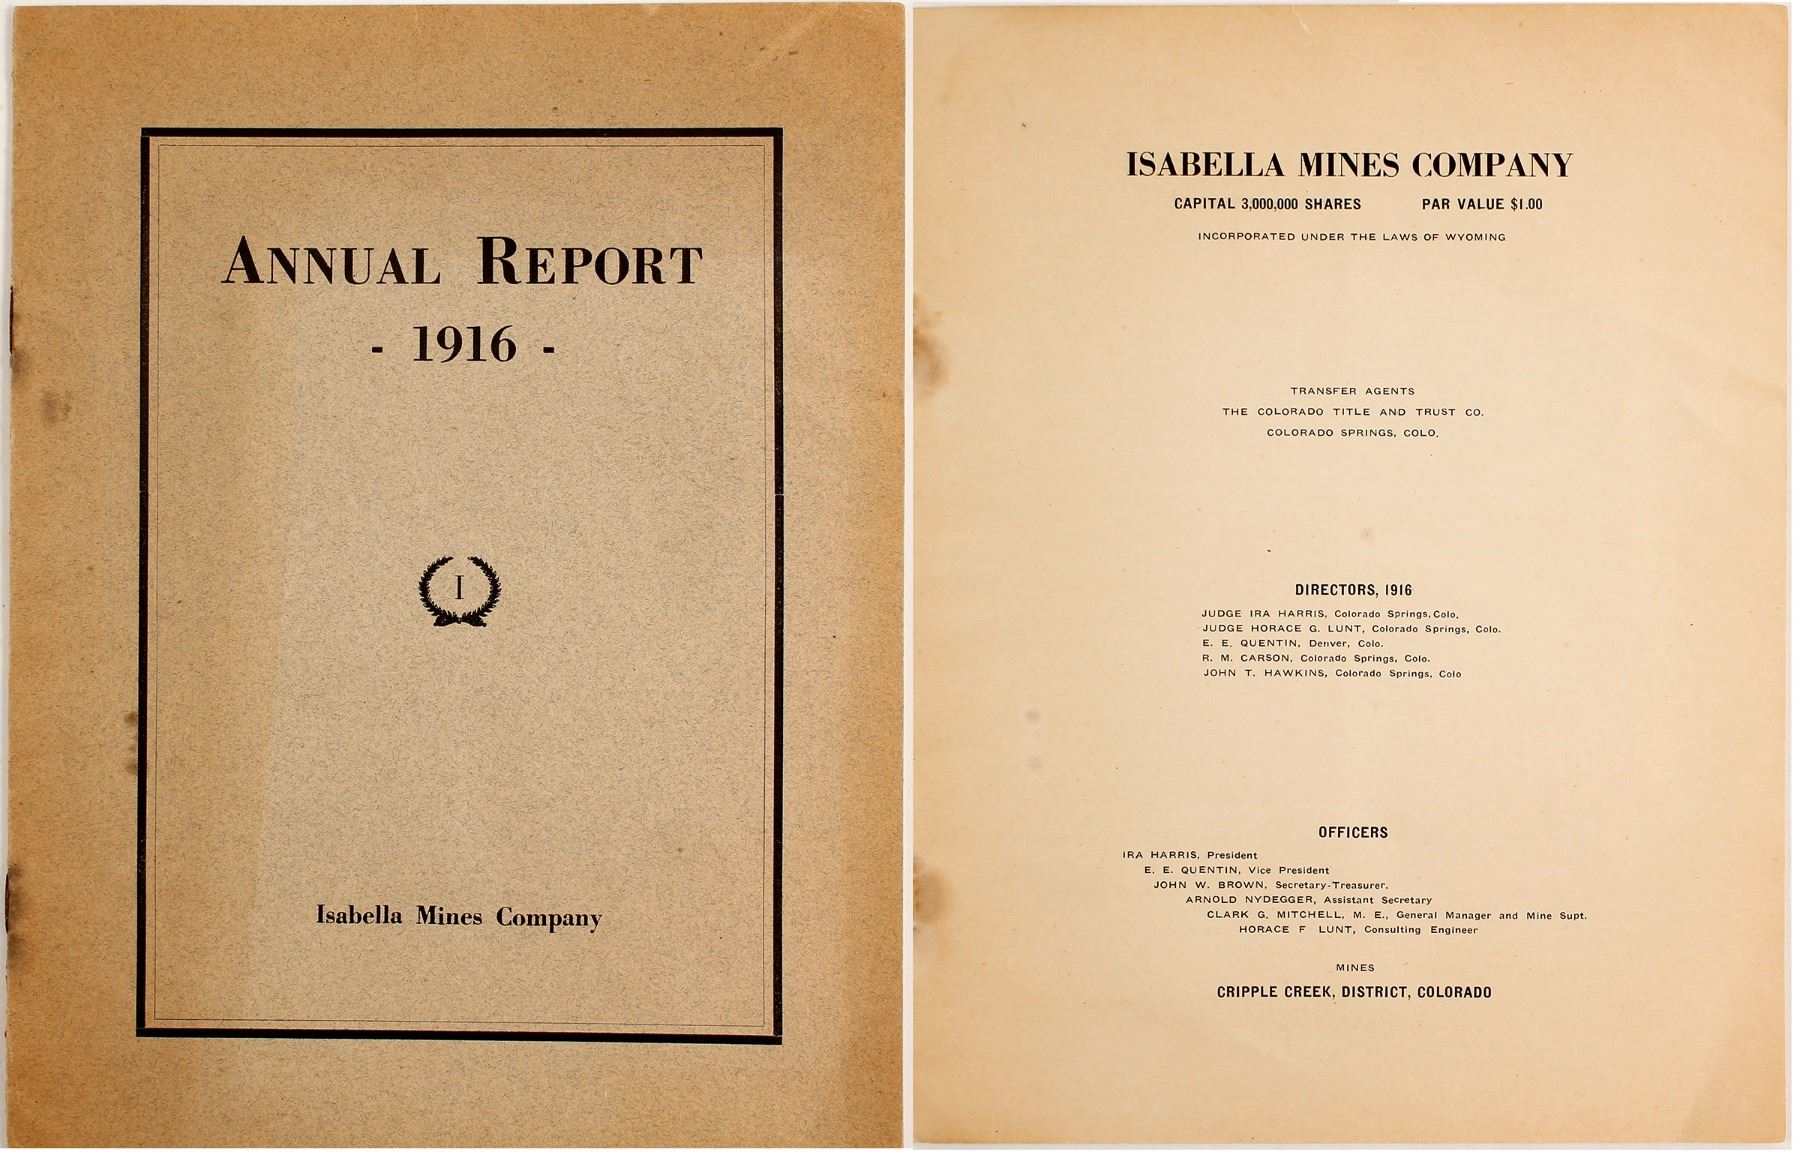 ANNUAL REPORT
- 1916 -
I
Isabella Mines Company
ISABELLA MINES COMPANY
CAPITAL 3,000,000 SHARES PAR VALUE $1.00
INCORPORATED UNDER THE LAWS OF WYOMING
TRANSFER AGENTS
THE COLORADO TITLE AND TRUST CO.
COLORADO SPRINGS, COLO.
DIRECTORS, 1916
JUDGE IRA HARRIS, Colorado Springs, Colo.
JUDGE HORACE G. LUNT, Colorado Springs, Colo.
E. E. QUENTIN, Denver, Colo.
R. M. CARSON, Colorado Springs, Colo.
JOHN T. HAWKINS, Colorado Springs, Colo
OFFICERS
IRA HARRIS, President
E. E. QUENTIN, Vice President
JOHN W. BROWN, Secretary-Treasurer.
ARNOLD NYDEGGER, Assistant Secretary
CLARK G. MITCHELL, M. E., General Manager and Mine Supt.
HORACE F LUNT, Consulting Engineer
MINES
CRIPPLE CREEK, DISTRICT, COLORADO